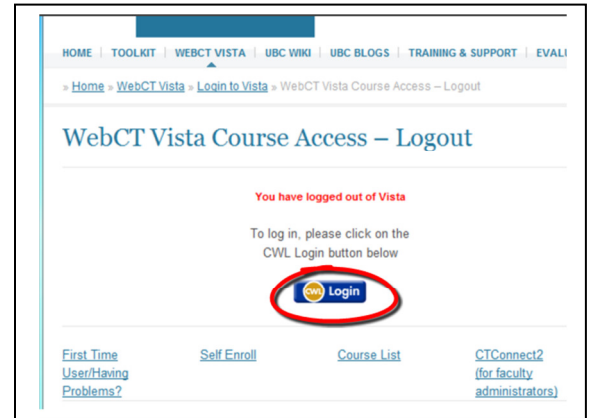 HOME | TOOLKIT | WEBCT VISTA | UBC WIKI | UBC BLOGS | TRAINING & SUPPORT | EVALU
» Home » WebCT Vista » Login to Vista » WebCT Vista Course Access – Logout
WebCT Vista Course Access – Logout
You have logged out of Vista
To log in, please click on the
CWL Login button below
CWL Login
First Time
User/Having
Problems?
Self Enroll
Course List
CTConnect2
(for faculty
administrators)